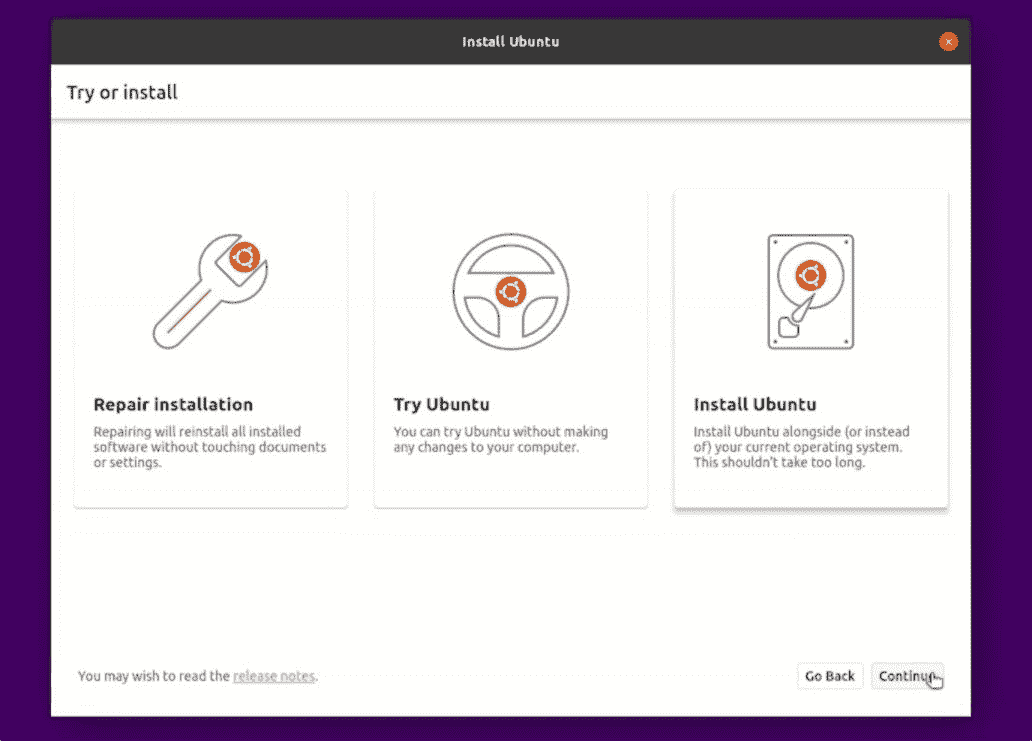 Install Ubuntu
Try or install
Repair installation
Repairing will reinstall all installed
software without touching documents
or settings.
Try Ubuntu
You can try Ubuntu without making
any changes to your computer.
Install Ubuntu
Install Ubuntu alongside (or instead
of) your current operating system.
This shouldn't take too long.
You may wish to read the release notes.
Go Back
Continue